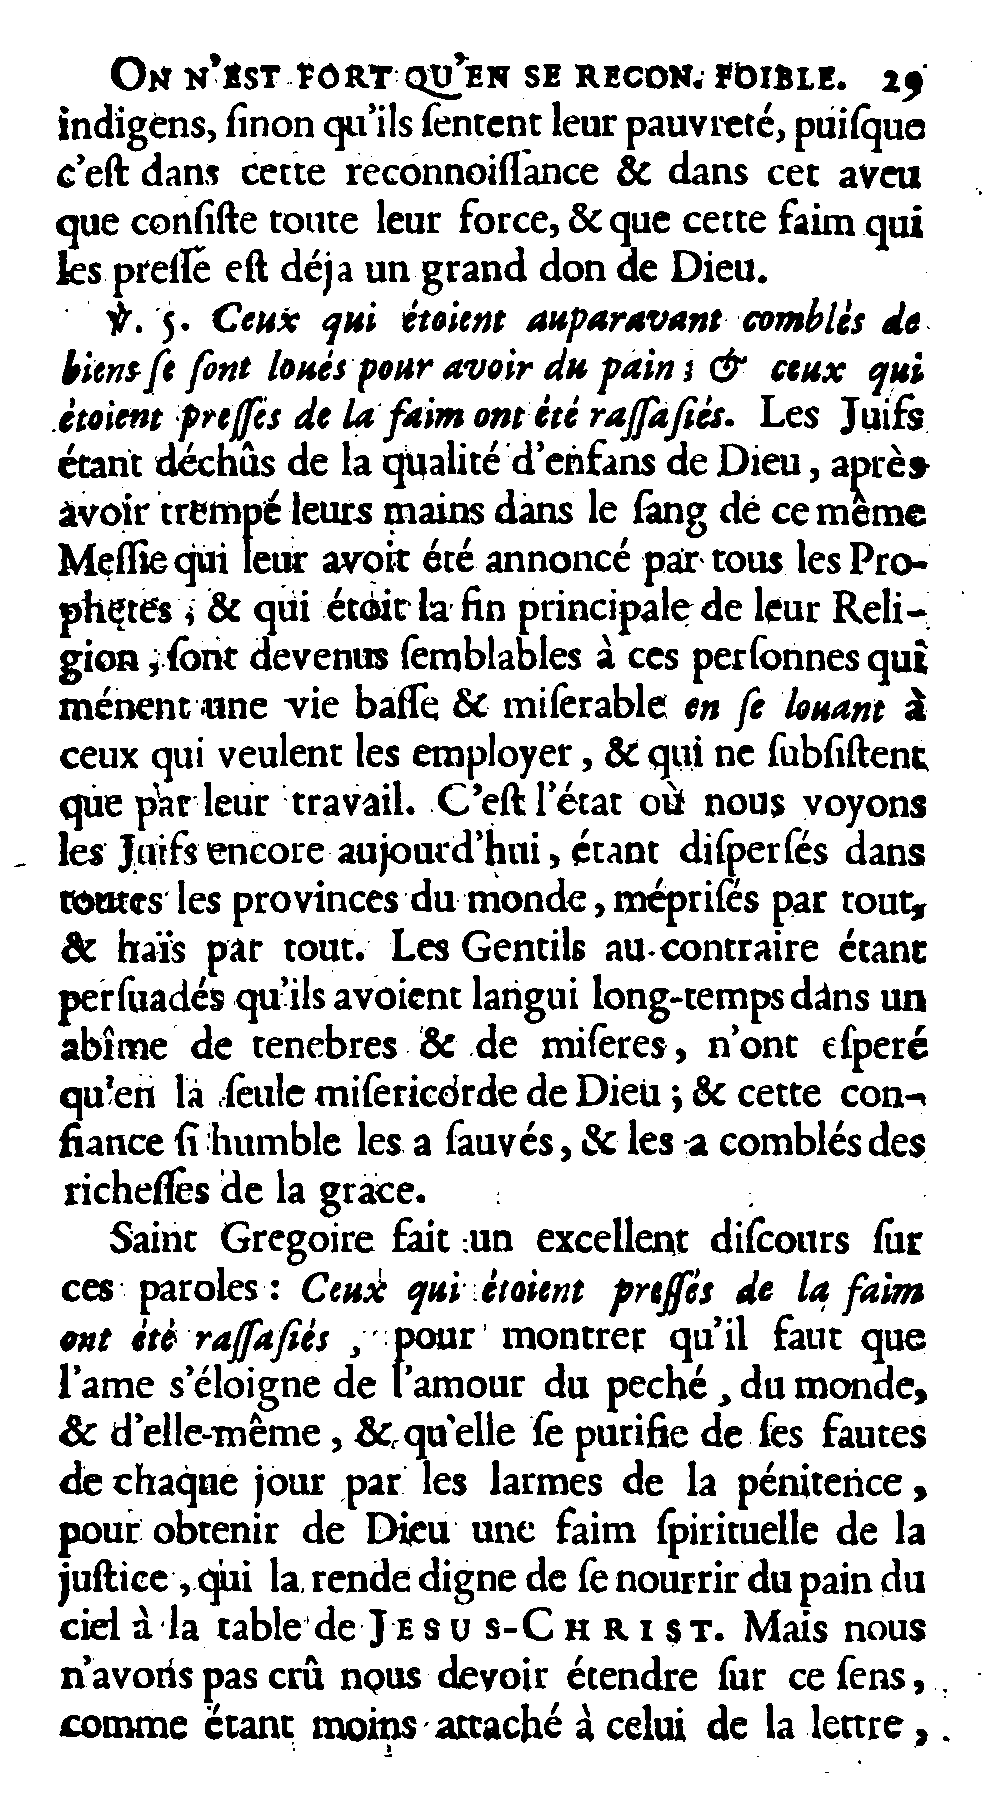 ON N'EST FORT QU'EN SE RECON. FOIBLE. 29
indigens, ſinon qu'ils ſentent leur pauvreté, puiſque
c'eſt dans cette reconnoiſſance & dans cet aveu
que conſiſte toute leur force, & que cette faim qui
les preſſe eſt déja un grand don de Dieu.
℣. 5. Ceux qui étoient auparavant comblés de
biens ſe ſont loués pour avoir du pain ; & ceux qui
étoient preſſés de la faim ont été raſſaſiés. Les Juifs
étant déchûs de la qualité d'enfans de Dieu, après
avoir trempé leurs mains dans le ſang de ce même
Meſſie qui leur avoit été annoncé par tous les Pro-
phetes, & qui étoit la fin principale de leur Reli-
gion, ſont devenus ſemblables à ces perſonnes qui
ménent une vie baſſe & miſerable en ſe louant à
ceux qui veulent les employer, & qui ne ſubſiſtent
que par leur travail. C'eſt l'état où nous voyons
les Juifs encore aujourd'hui, étant diſperſés dans
toutes les provinces du monde, mépriſés par tout,
& haïs par tout. Les Gentils au contraire étant
perſuadés qu'ils avoient langui long-temps dans un
abîme de tenebres & de miſeres, n'ont eſperé
qu'en la ſeule miſericorde de Dieu ; & cette con-
fiance ſi humble les a ſauvés, & les a comblés des
richeſſes de la grace.
Saint Gregoire fait un excellent diſcours ſur
ces paroles : Ceux qui étoient preſſés de la faim
ont été raſſaſiés, pour montrer qu'il faut que
l'ame s'éloigne de l'amour du peché, du monde,
& d'elle-même, & qu'elle ſe purifie de ſes fautes
de chaque jour par les larmes de la pénitence,
pour obtenir de Dieu une faim ſpirituelle de la
juſtice, qui la rende digne de ſe nourrir du pain du
ciel à la table de JESUS-CHRIST. Mais nous
n'avons pas crû nous devoir étendre ſur ce ſens,
comme étant moins attaché à celui de la lettre,